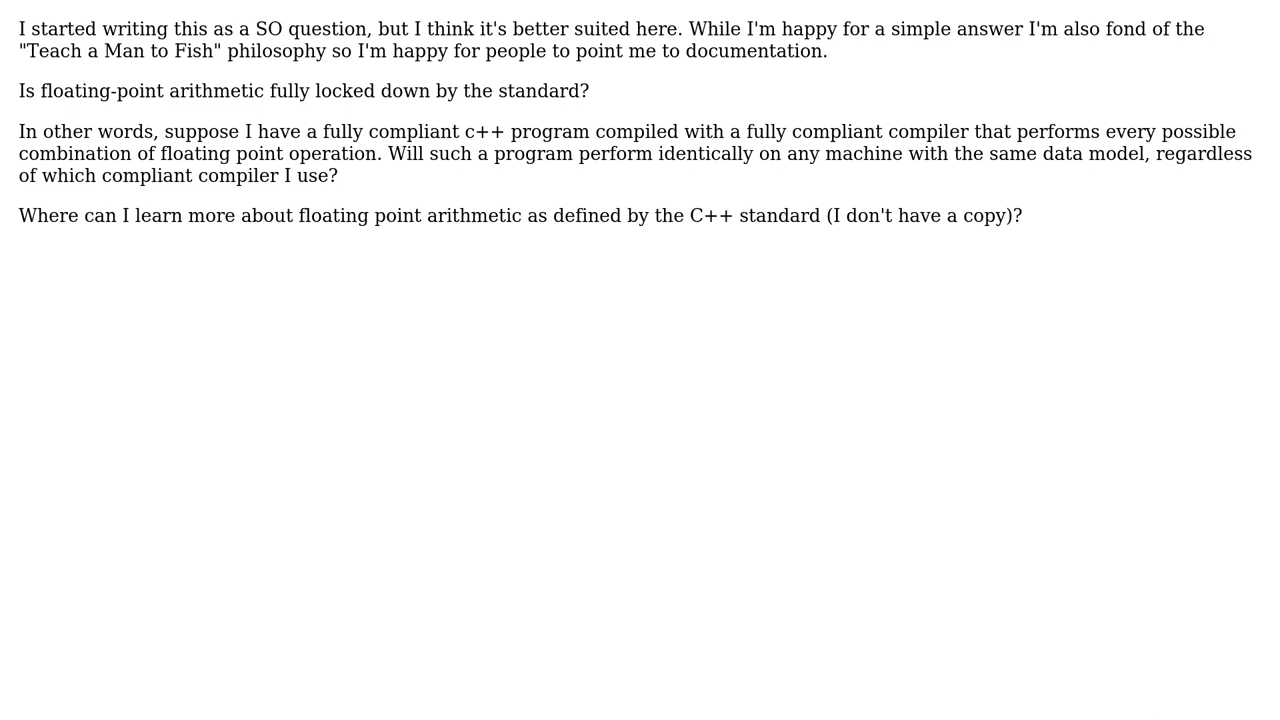 I started writing this as a SO question, but I think it's better suited here. While I'm happy for a simple answer I'm also fond of the
"Teach a Man to Fish" philosophy so I'm happy for people to point me to documentation.
Is floating-point arithmetic fully locked down by the standard?
In other words, suppose I have a fully compliant c++ program compiled with a fully compliant compiler that performs every possible
combination of floating point operation. Will such a program perform identically on any machine with the same data model, regardless
of which compliant compiler I use?
Where can I learn more about floating point arithmetic as defined by the C++ standard (I don't have a copy)?